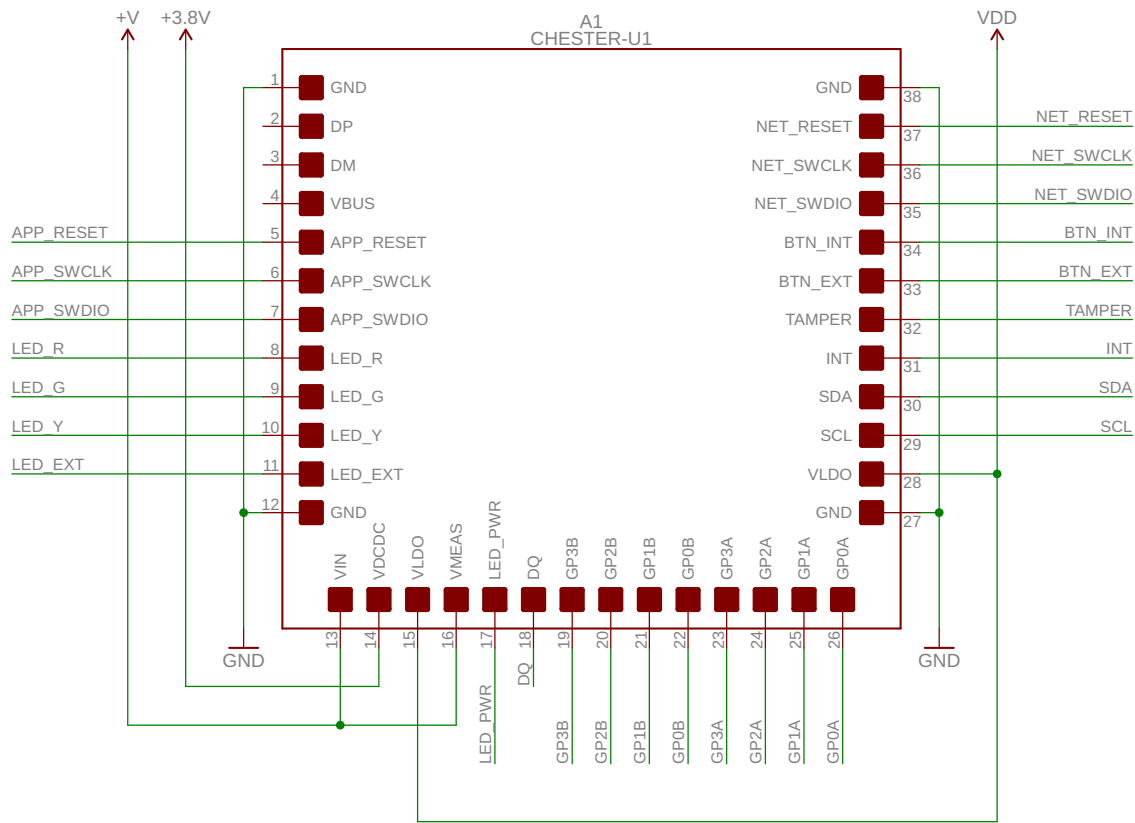 +V +3.8V VDD
A1
CHESTER-U1
1 GND GND 38
2 DP NET_RESET 37 NET_RESET
3 DM NET_SWCLK 36 NET_SWCLK
4 VBUS NET_SWDIO 35 NET_SWDIO
APP_RESET 5 APP_RESET BTN_INT 34 BTN_INT
APP_SWCLK 6 APP_SWCLK BTN_EXT 33 BTN_EXT
APP_SWDIO 7 APP_SWDIO TAMPER 32 TAMPER
LED_R 8 LED_R INT 31 INT
LED_G 9 LED_G SDA 30 SDA
LED_Y 10 LED_Y SCL 29 SCL
LED_EXT 11 LED_EXT VLDO 28
12 GND GND 27
VIN VDCDC VLDO VMEAS LED_PWR DQ GP3B GP2B GP1B GP0B GP3A GP2A GP1A GP0A
13 14 15 16 17 18 19 20 21 22 23 24 25 26
GND DQ GND
LED_PWR GP3B GP2B GP1B GP0B GP3A GP2A GP1A GP0A